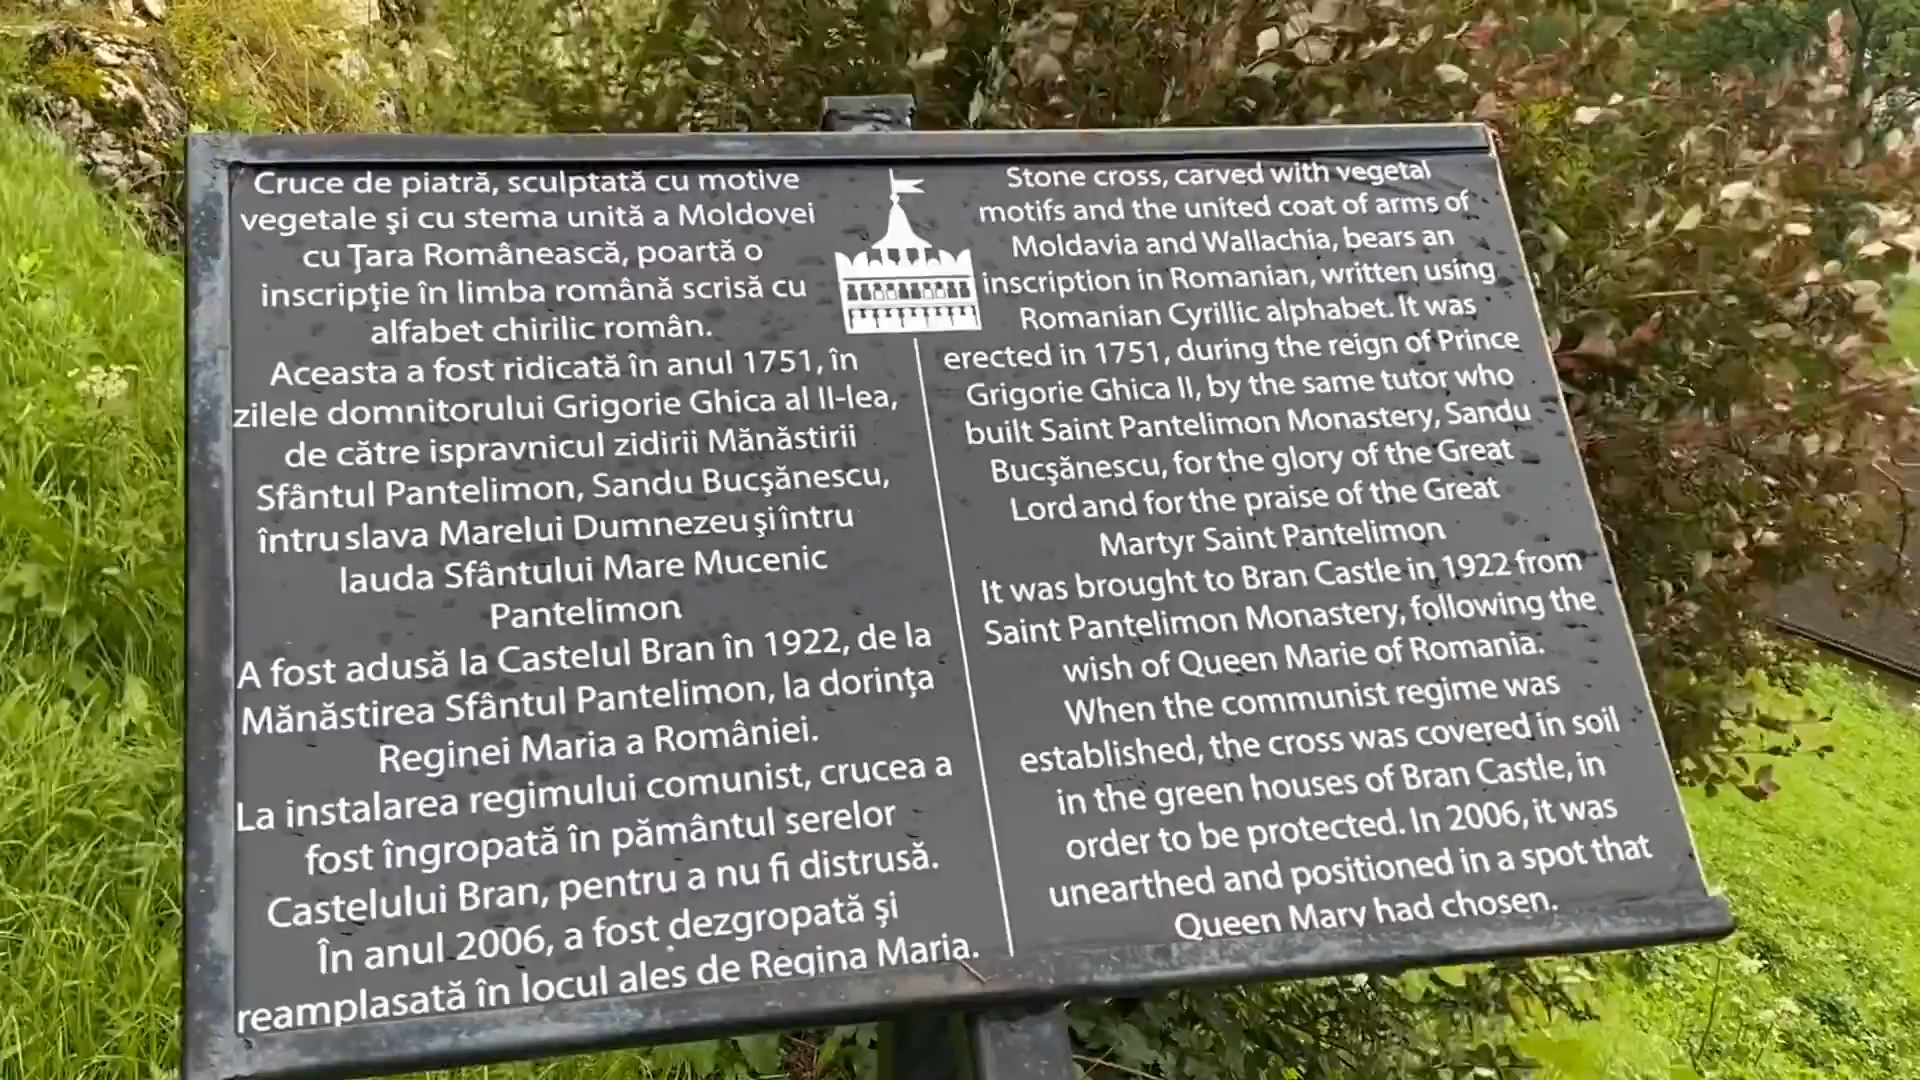 Cruce de piatră, sculptată cu motive
vegetale şi cu stema unită a Moldovei
cu Ţara Românească, poartă o
inscripţie în limba română scrisă cu
alfabet chirilic român.
Aceasta a fost ridicată în anul 1751, în
zilele domnitorului Grigorie Ghica al II-lea,
de către ispravnicul zidirii Mănăstirii
Sfântul Pantelimon, Sandu Bucşănescu,
întru slava Marelui Dumnezeu şi întru
lauda Sfântului Mare Mucenic
Pantelimon
A fost adusă la Castelul Bran în 1922, de la
Mănăstirea Sfântul Pantelimon, la dorinţa
Reginei Maria a României.
La instalarea regimului comunist, crucea a
fost îngropată în pământul serelor
Castelului Bran, pentru a nu fi distrusă.
În anul 2006, a fost dezgropată şi
reamplasată în locul ales de Regina Maria.
Stone cross, carved with vegetal
motifs and the united coat of arms of
Moldavia and Wallachia, bears an
inscription in Romanian, written using
Romanian Cyrillic alphabet. It was
erected in 1751, during the reign of Prince
Grigorie Ghica II, by the same tutor who
built Saint Pantelimon Monastery, Sandu
Bucşănescu, for the glory of the Great
Lord and for the praise of the Great
Martyr Saint Pantelimon
It was brought to Bran Castle in 1922 from
Saint Pantelimon Monastery, following the
wish of Queen Marie of Romania.
When the communist regime was
established, the cross was covered in soil
in the green houses of Bran Castle, in
order to be protected. In 2006, it was
unearthed and positioned in a spot that
Queen Mary had chosen.